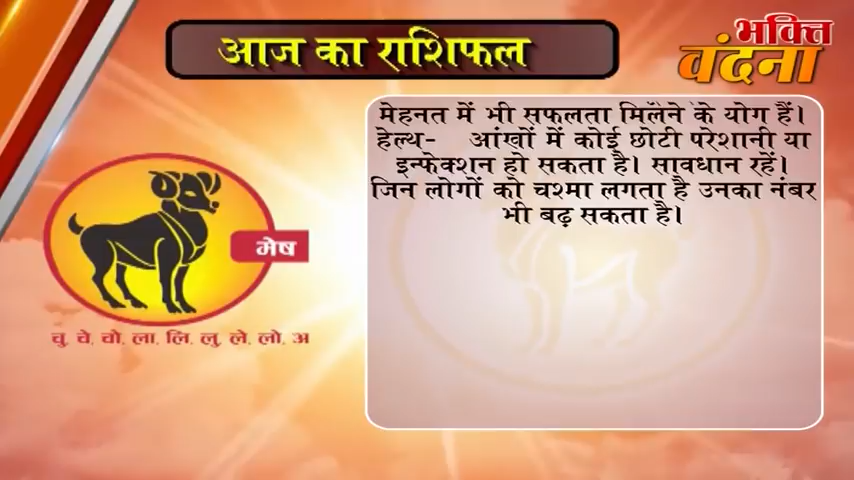 आज का राशिफल
भक्ति
वंदना
मेहनत में भी सफलता मिलने के योग हैं।
हेल्थ- आंखों में कोई छोटी परेशानी या
इन्फेक्शन हो सकता है। सावधान रहें।
जिन लोगों को चश्मा लगता है उनका नंबर
भी बढ़ सकता है।
मेष
चु, चे, चो, ला, लि, लु, ले, लो, अ